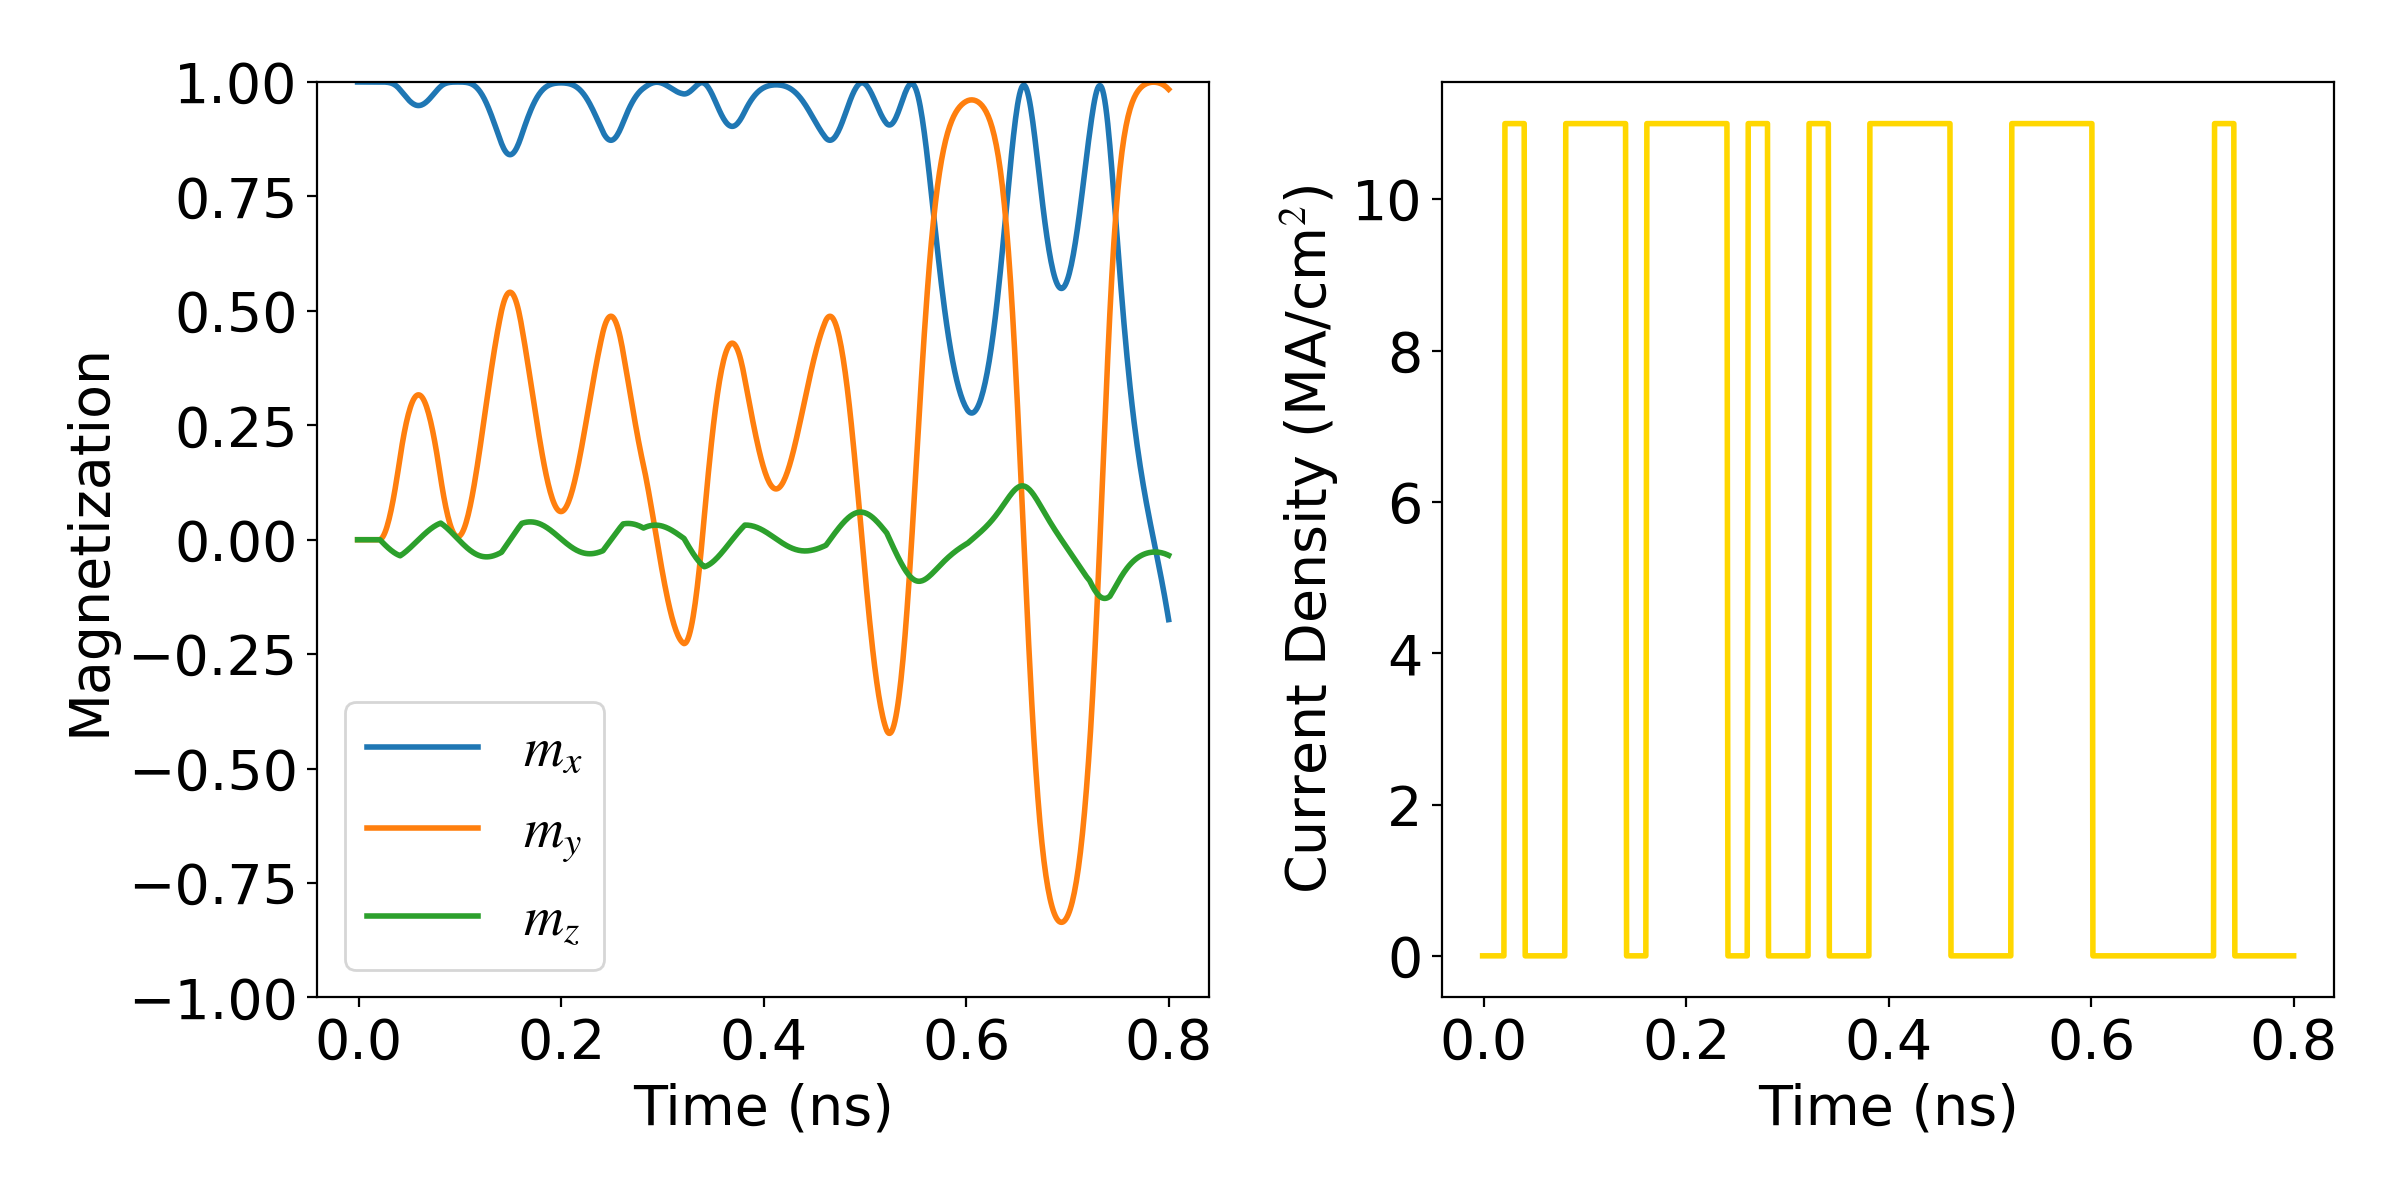 Magnetization
1.00
0.75
0.50
0.25
0.00
−0.25
−0.50
−0.75
−1.00
m_x
m_y
m_z
0.0 0.2 0.4 0.6 0.8
Time (ns)
Current Density (MA/cm²)
10
8
6
4
2
0
0.0 0.2 0.4 0.6 0.8
Time (ns)